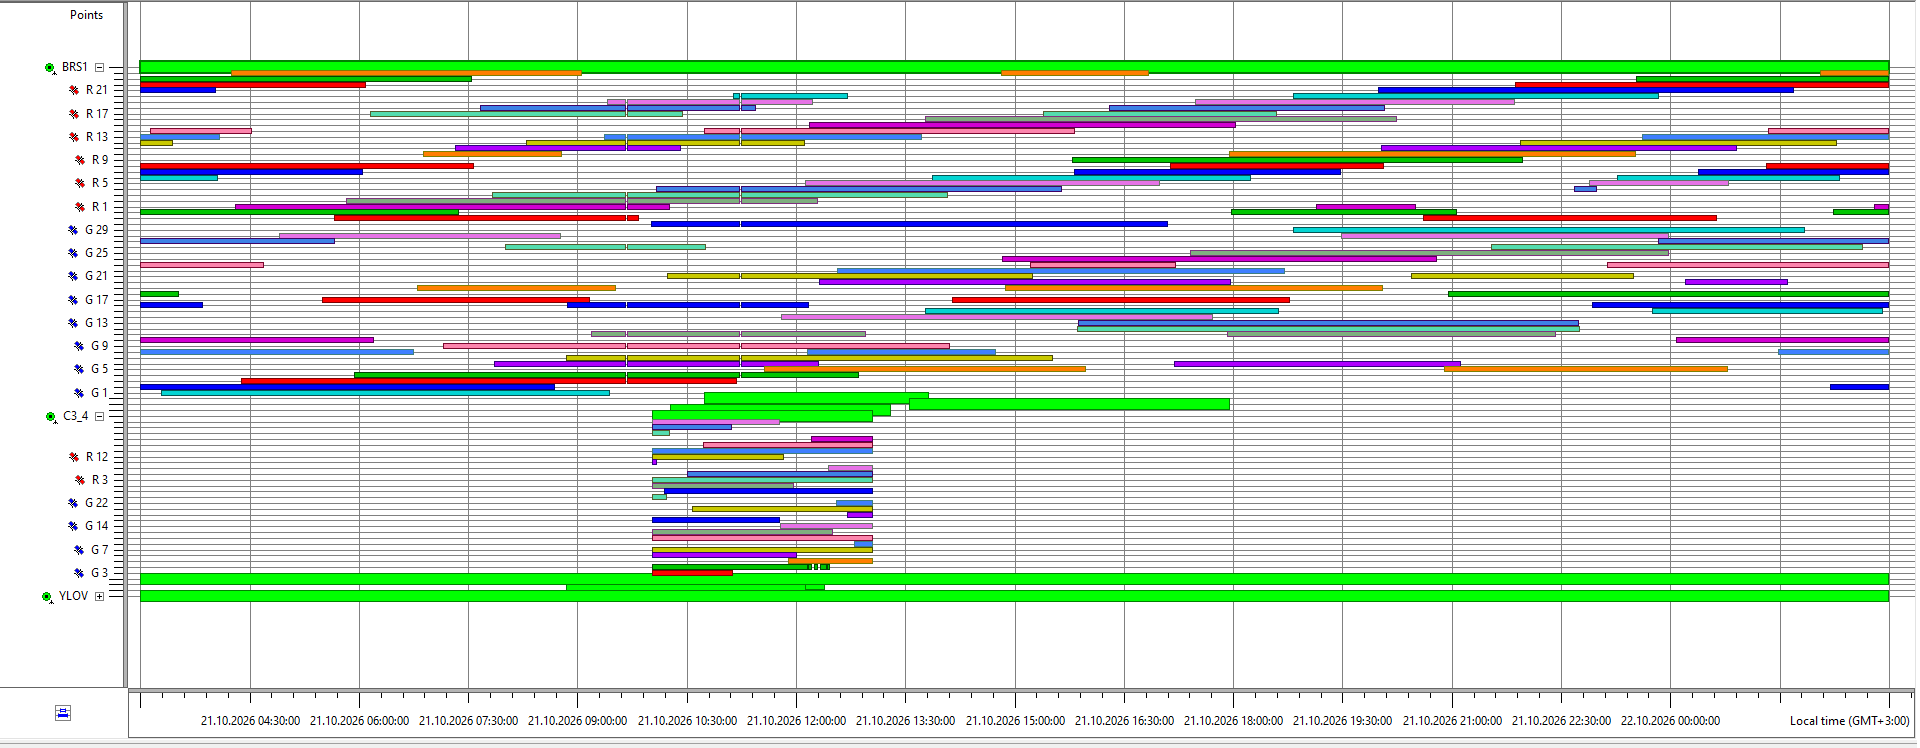 Points
BRS1
R 21
R 17
R 13
R 9
R 5
R 1
G 29
G 25
G 21
G 17
G 13
G 9
G 5
G 1
C3_4
R 12
R 3
G 22
G 14
G 7
G 3
YLOV
21.10.2026 04:30:00 21.10.2026 06:00:00 21.10.2026 07:30:00 21.10.2026 09:00:00 21.10.2026 10:30:00 21.10.2026 12:00:00 21.10.2026 13:30:00 21.10.2026 15:00:00 21.10.2026 16:30:00 21.10.2026 18:00:00 21.10.2026 19:30:00 21.10.2026 21:00:00 21.10.2026 22:30:00 22.10.2026 00:00:00 Local time (GMT+3:00)